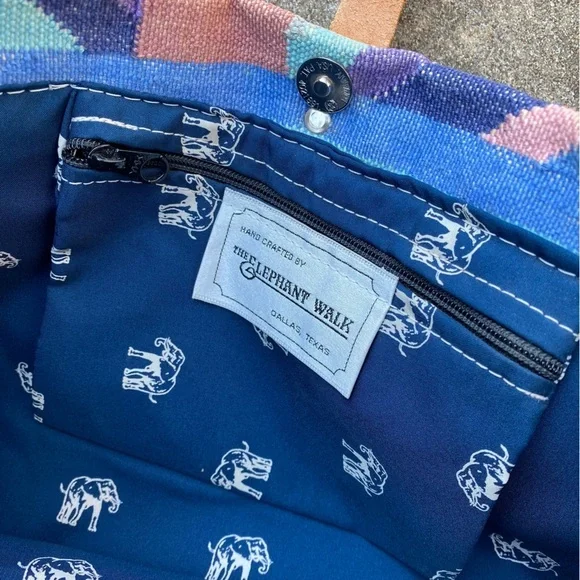 HAND CRAFTED BY
THE ELEPHANT WALK
DALLAS, TEXAS